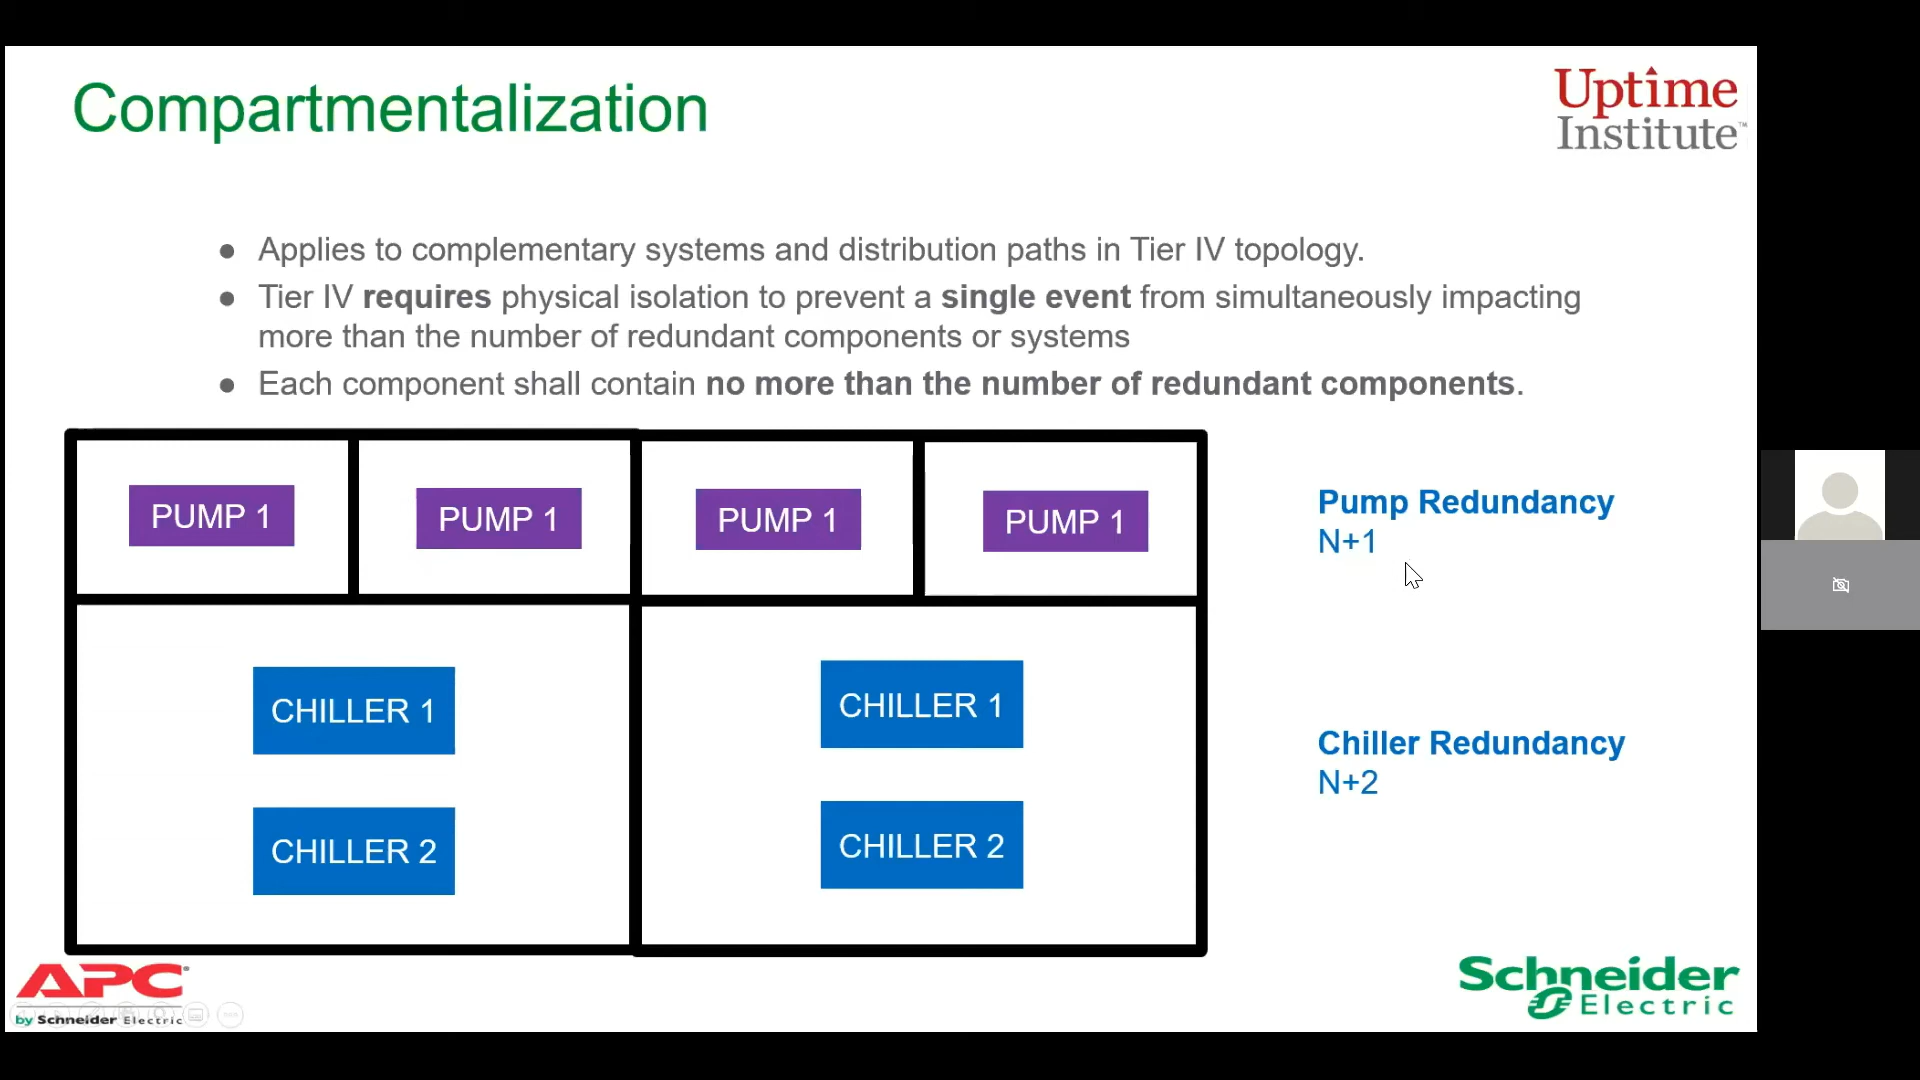 Compartmentalization
Uptime
Institute™
● Applies to complementary systems and distribution paths in Tier IV topology.
● Tier IV requires physical isolation to prevent a single event from simultaneously impacting
more than the number of redundant components or systems
● Each component shall contain no more than the number of redundant components.
PUMP 1
PUMP 1
PUMP 1
PUMP 1
Pump Redundancy
N+1
CHILLER 1
CHILLER 1
Chiller Redundancy
N+2
CHILLER 2
CHILLER 2
APC
by Schneider Electric
Schneider
Electric